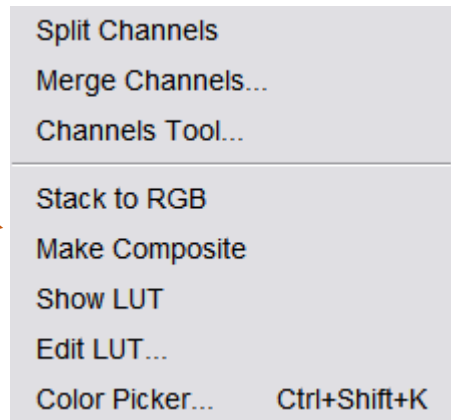 Split Channels
Merge Channels...
Channels Tool...
Stack to RGB
Make Composite
Show LUT
Edit LUT...
Color Picker... Ctrl+Shift+K